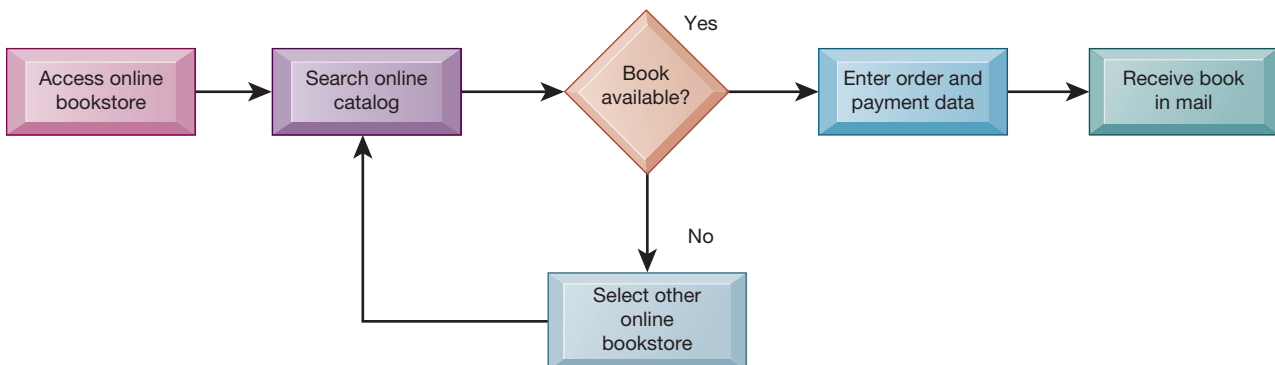 Access online
bookstore
Search online
catalog
Book
available?
Yes
Enter order and
payment data
Receive book
in mail
No
Select other
online
bookstore